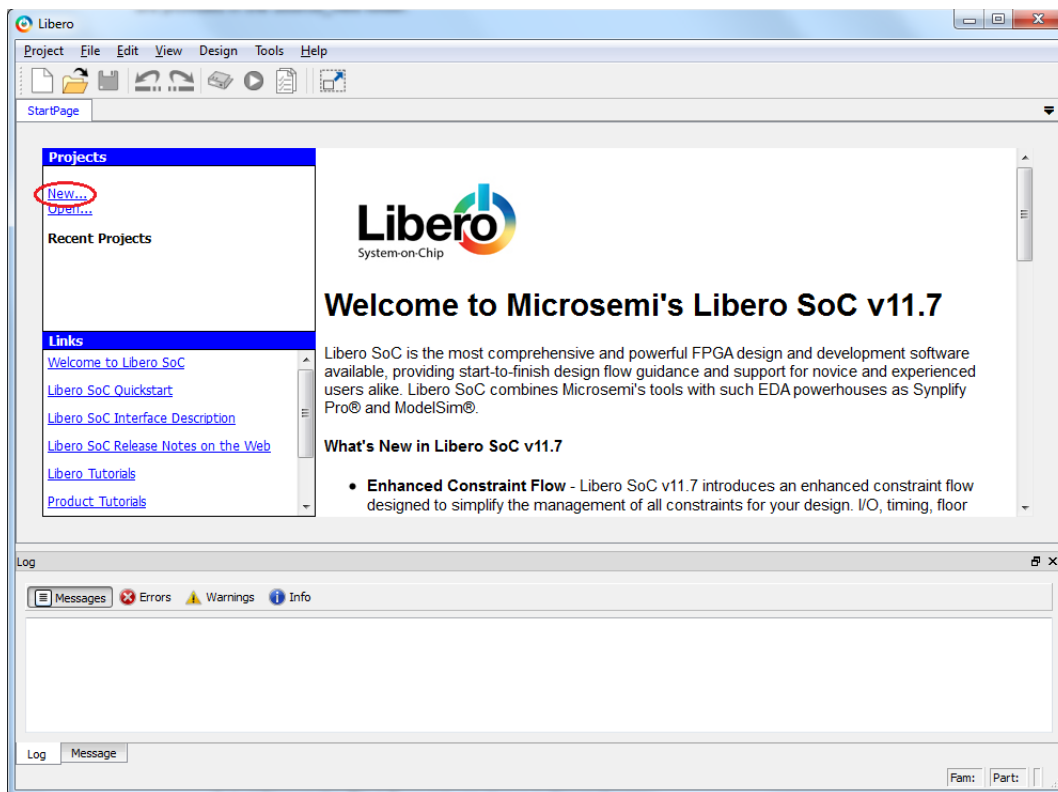 Libero
Project File Edit View Design Tools Help
StartPage
Projects
New...
Open...
Recent Projects
Links
Welcome to Libero SoC
Libero SoC Quickstart
Libero SoC Interface Description
Libero SoC Release Notes on the Web
Libero Tutorials
Product Tutorials
Libero
System-on-Chip
Welcome to Microsemi's Libero SoC v11.7
Libero SoC is the most comprehensive and powerful FPGA design and development software
available, providing start-to-finish design flow guidance and support for novice and experienced
users alike. Libero SoC combines Microsemi's tools with such EDA powerhouses as Synplify
Pro® and ModelSim®.
What's New in Libero SoC v11.7
• Enhanced Constraint Flow - Libero SoC v11.7 introduces an enhanced constraint flow
designed to simplify the management of all constraints for your design. I/O, timing, floor
Log
Messages Errors Warnings Info
Log Message
Fam: Part: